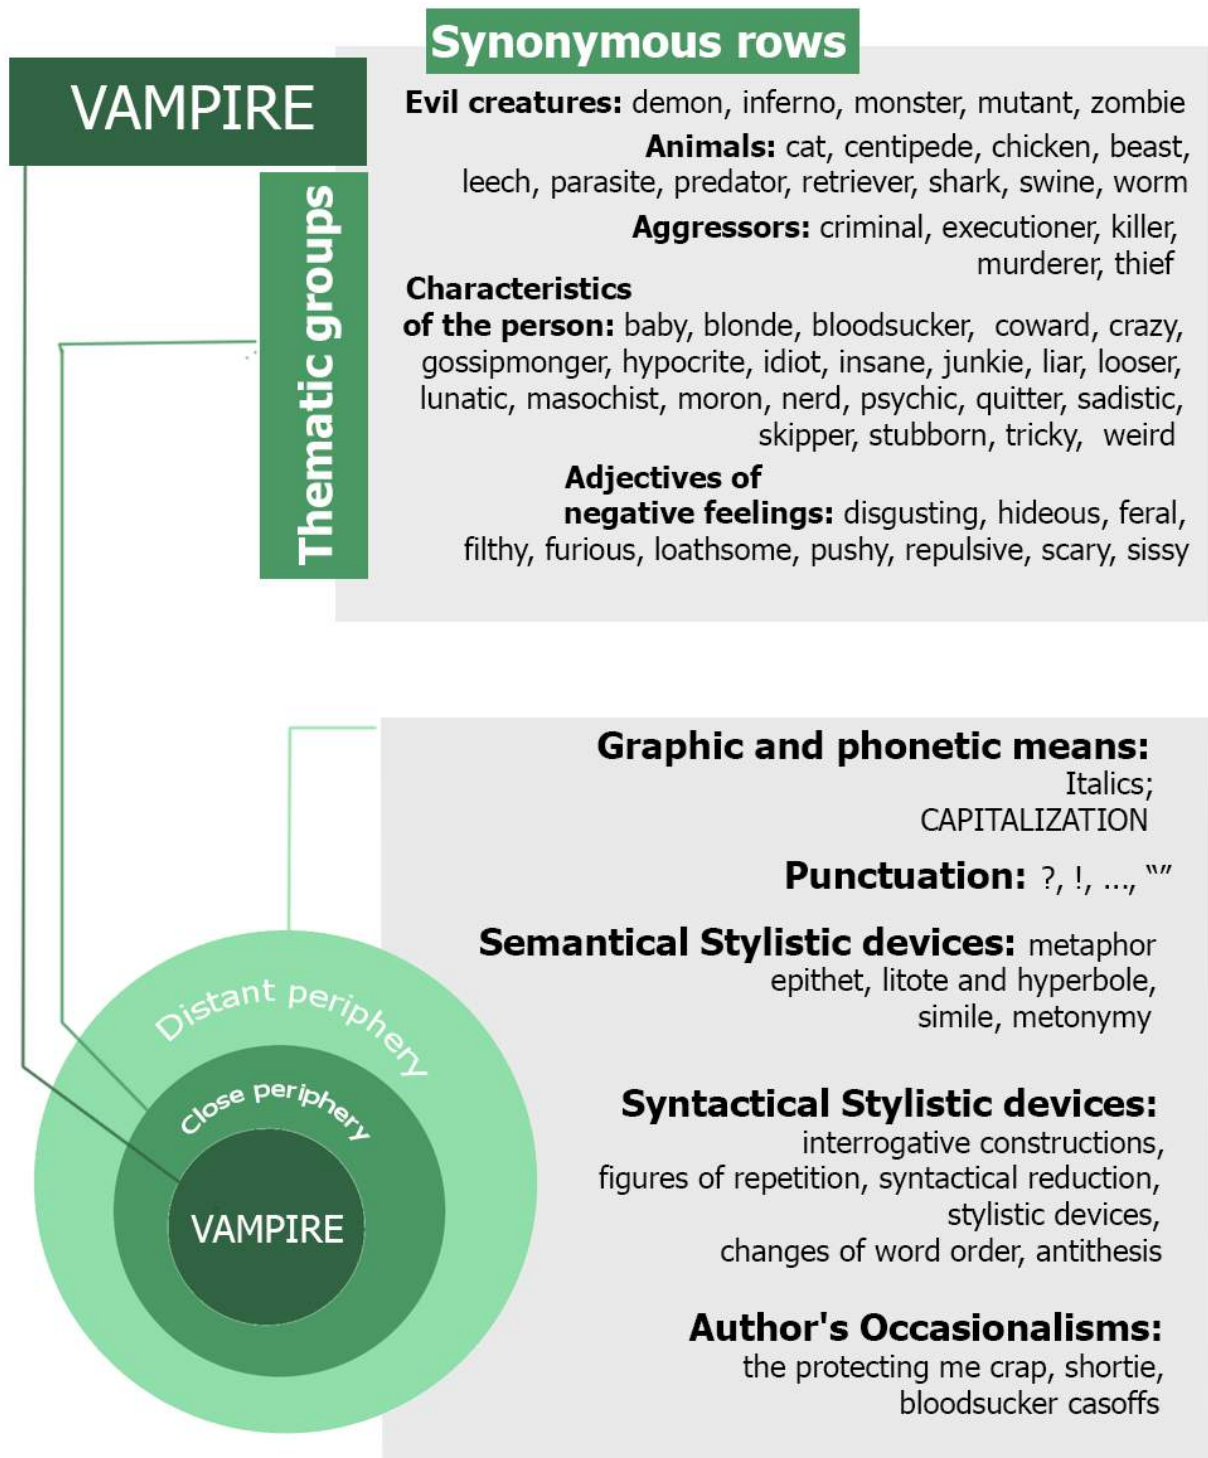 Synonymous rows
VAMPIRE
Thematic groups
Evil creatures: demon, inferno, monster, mutant, zombie
Animals: cat, centipede, chicken, beast,
leech, parasite, predator, retriever, shark, swine, worm
Aggressors: criminal, executioner, killer,
murderer, thief
Characteristics
of the person: baby, blonde, bloodsucker, coward, crazy,
gossipmonger, hypocrite, idiot, insane, junkie, liar, looser,
lunatic, masochist, moron, nerd, psychic, quitter, sadistic,
skipper, stubborn, tricky, weird
Adjectives of
negative feelings: disgusting, hideous, feral,
filthy, furious, loathsome, pushy, repulsive, scary, sissy
Graphic and phonetic means:
Italics;
CAPITALIZATION
Punctuation: ?, !, ..., “”
Semantical Stylistic devices: metaphor
epithet, litote and hyperbole,
simile, metonymy
Syntactical Stylistic devices:
interrogative constructions,
figures of repetition, syntactical reduction,
stylistic devices,
changes of word order, antithesis
Author's Occasionalisms:
the protecting me crap, shortie,
bloodsucker casoffs
Distant periphery
Close periphery
VAMPIRE